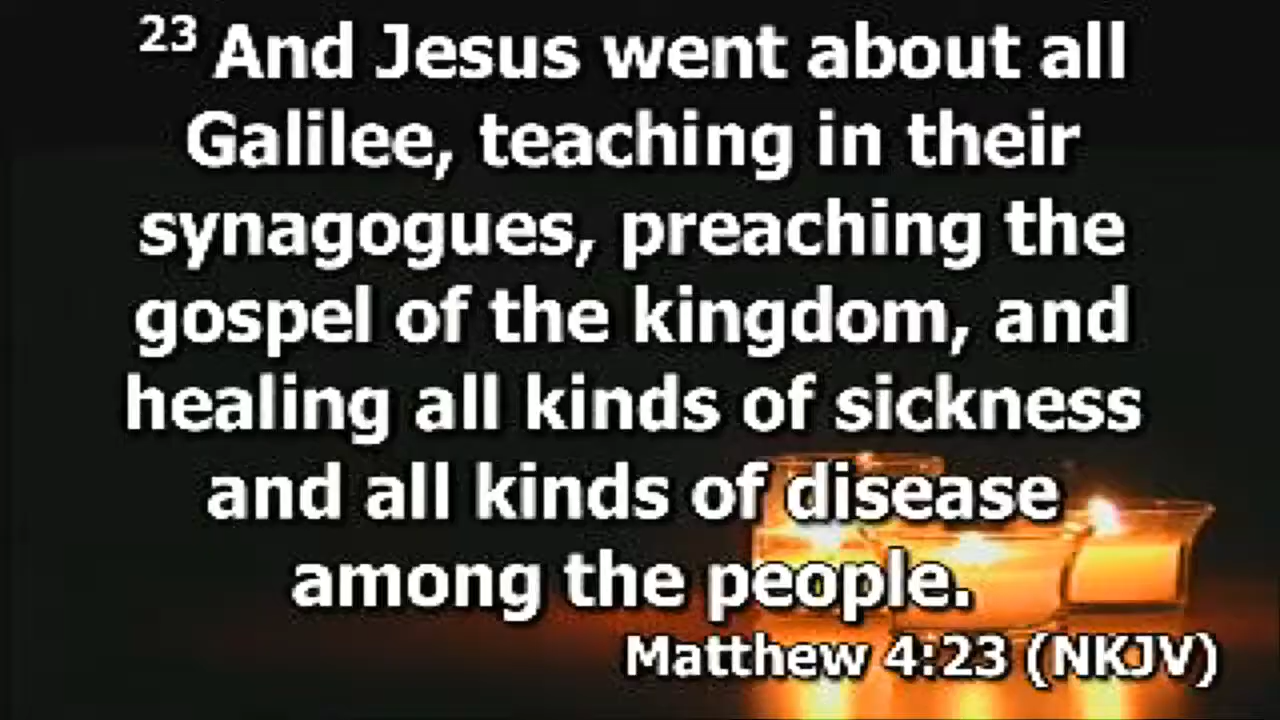 23 And Jesus went about all
Galilee, teaching in their
synagogues, preaching the
gospel of the kingdom, and
healing all kinds of sickness
and all kinds of disease
among the people.
Matthew 4:23 (NKJV)